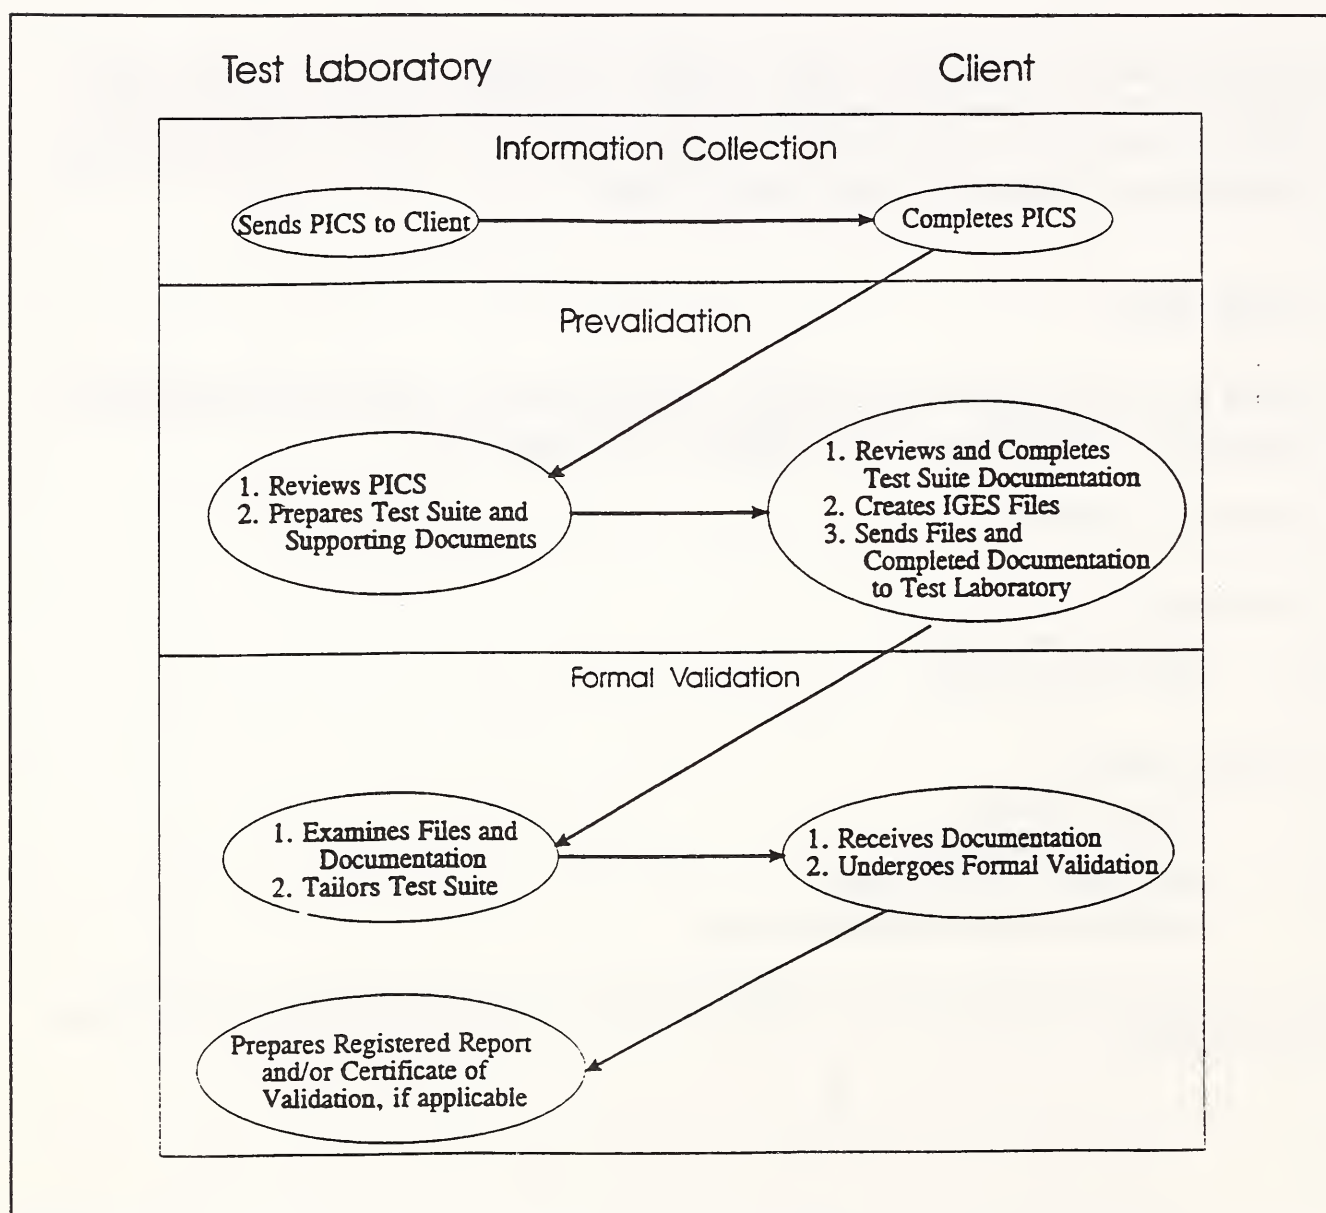 Test Laboratory
Client
Information Collection
Sends PICS to Client
Completes PICS
Prevalidation
1. Reviews PICS
2. Prepares Test Suite and
Supporting Documents
1. Reviews and Completes
Test Suite Documentation
2. Creates IGES Files
3. Sends Files and
Completed Documentation
to Test Laboratory
Formal Validation
1. Examines Files and
Documentation
2. Tailors Test Suite
1. Receives Documentation
2. Undergoes Formal Validation
Prepares Registered Report
and/or Certificate of
Validation, if applicable